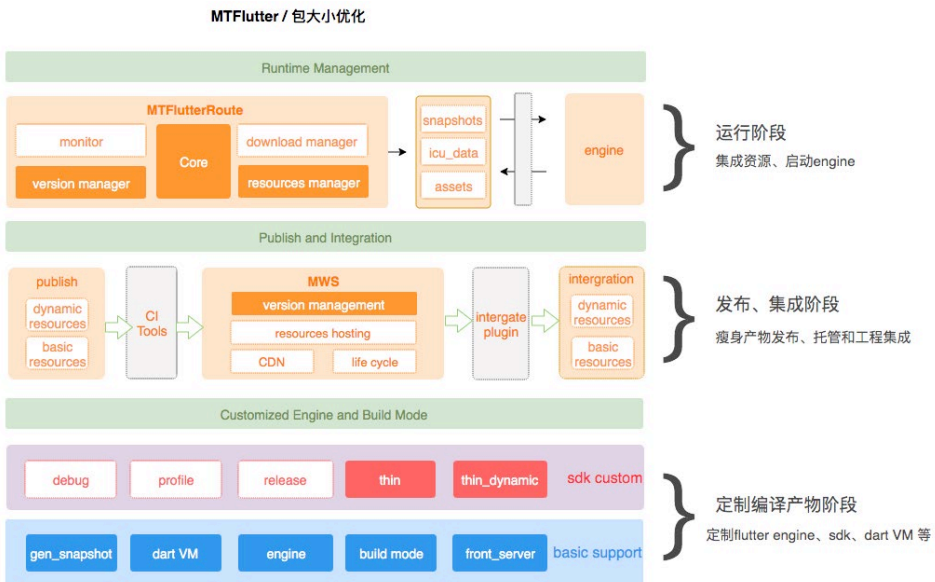 MTFlutter / 包大小优化
Runtime Management
MTFlutterRoute
monitor
Core
download manager
version manager
resources manager
snapshots
icu_data
assets
engine
运行阶段
集成资源、启动engine
Publish and Integration
publish
dynamic
resources
basic
resources
CI
Tools
MWS
version management
resources hosting
CDN
life cycle
intergate
plugin
intergration
dynamic
resources
basic
resources
发布、集成阶段
瘦身产物发布、托管和工程集成
Customized Engine and Build Mode
debug
profile
release
thin
thin_dynamic
sdk custom
gen_snapshot
dart VM
engine
build mode
front_server
basic support
定制编译产物阶段
定制flutter engine、sdk、dart VM 等